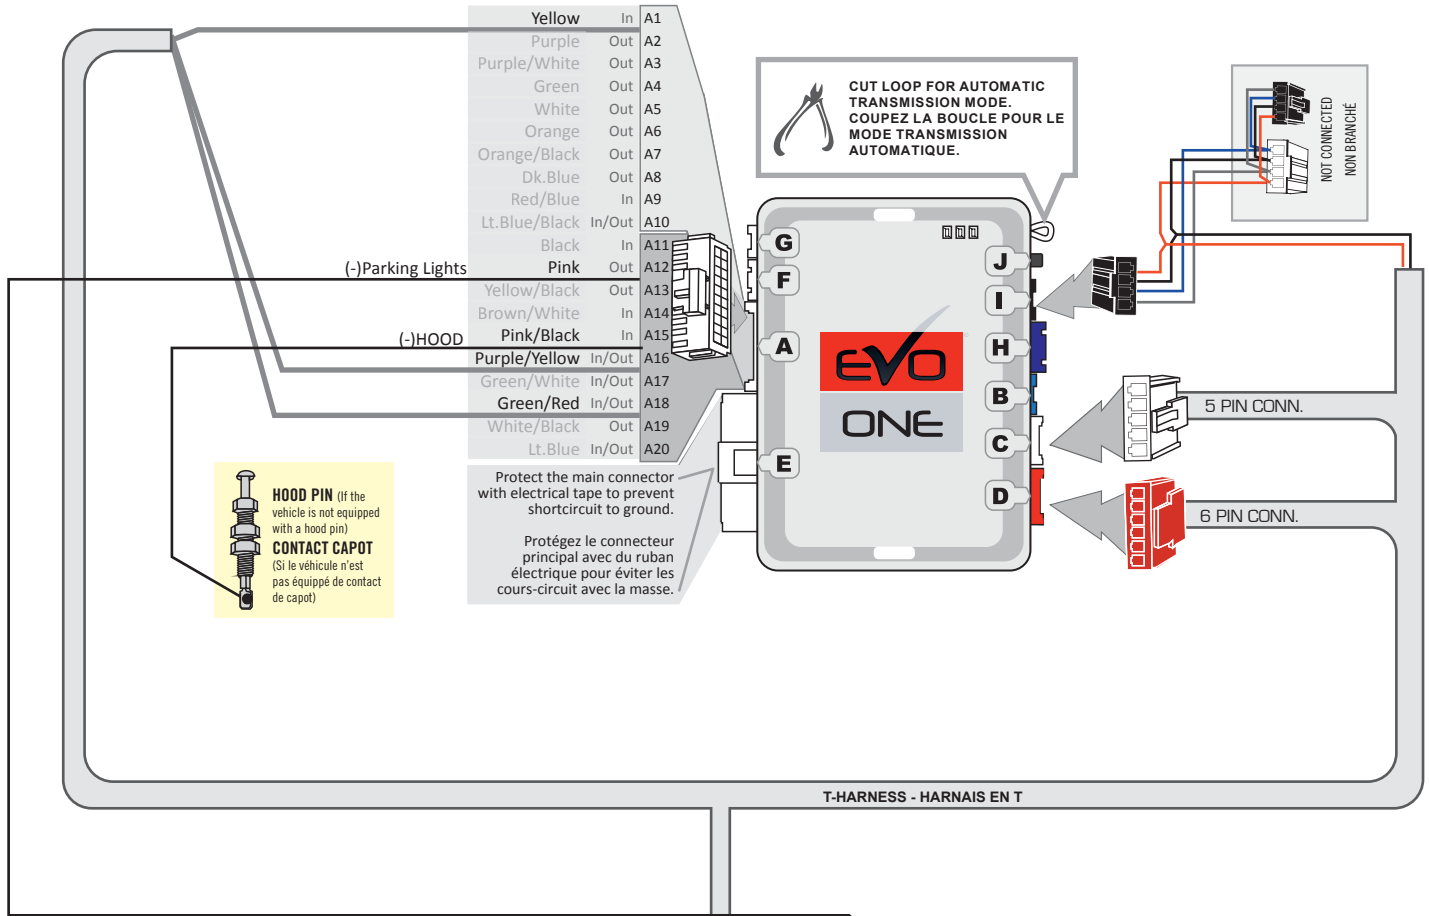 Yellow In A1
Purple Out A2
Purple/White Out A3
Green Out A4
White Out A5
Orange Out A6
Orange/Black Out A7
Dk.Blue Out A8
Red/Blue In A9
Lt.Blue/Black In/Out A10
Black In A11
(-)Parking Lights Pink Out A12
Yellow/Black Out A13
Brown/White In A14
(-)HOOD Pink/Black In A15
Purple/Yellow In/Out A16
Green/White In/Out A17
Green/Red In/Out A18
White/Black Out A19
Lt.Blue In/Out A20
Protect the main connector
with electrical tape to prevent
shortcircuit to ground.
Protégez le connecteur
principal avec du ruban
électrique pour éviter les
cours-circuit avec la masse.
HOOD PIN (If the
vehicle is not equipped
with a hood pin)
CONTACT CAPOT
(Si le véhicule n'est
pas équippé de contact
de capot)
CUT LOOP FOR AUTOMATIC
TRANSMISSION MODE.
COUPEZ LA BOUCLE POUR LE
MODE TRANSMISSION
AUTOMATIQUE.
G
F
A
E
J
I
H
B
C
D
EVO
ONE
NOT CONNECTED
NON BRANCHÉ
5 PIN CONN.
6 PIN CONN.
T-HARNESS - HARNAIS EN T